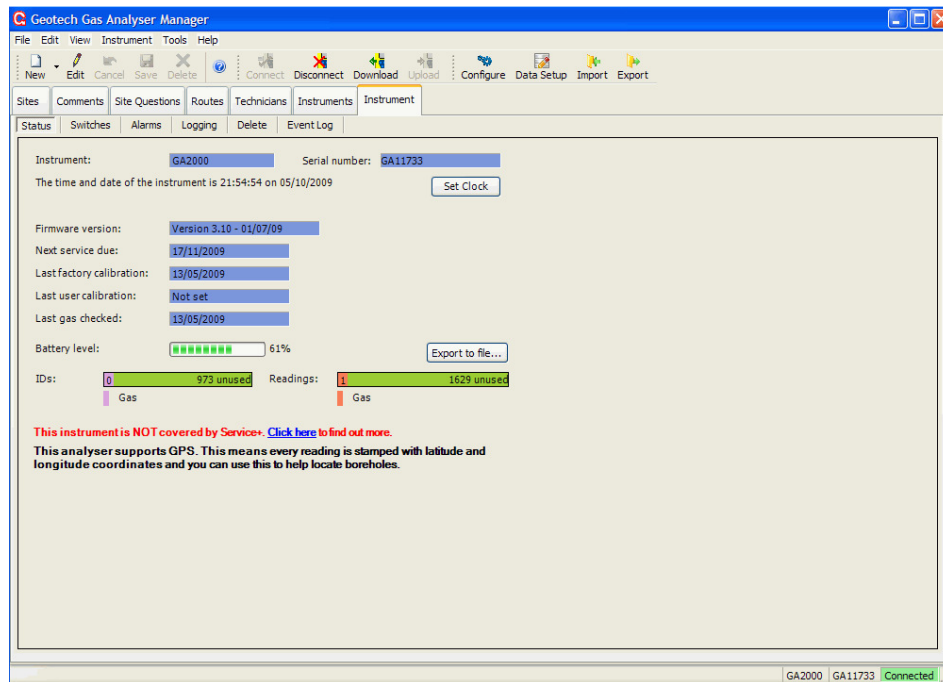 Geotech Gas Analyser Manager
File Edit View Instrument Tools Help
New Edit Cancel Save Delete Connect Disconnect Download Upload Configure Data Setup Import Export
Sites Comments Site Questions Routes Technicians Instruments Instrument
Status Switches Alarms Logging Delete Event Log
Instrument: GA2000 Serial number: GA11733
The time and date of the instrument is 21:54:54 on 05/10/2009 Set Clock
Firmware version: Version 3.10 - 01/07/09
Next service due: 17/11/2009
Last factory calibration: 13/05/2009
Last user calibration: Not set
Last gas checked: 13/05/2009
Battery level: 61% Export to file...
IDs: 0 973 unused Readings: 1 1629 unused
Gas Gas
This instrument is NOT covered by Service+. Click here to find out more.
This analyser supports GPS. This means every reading is stamped with latitude and
longitude coordinates and you can use this to help locate boreholes.
GA2000 GA11733 Connected